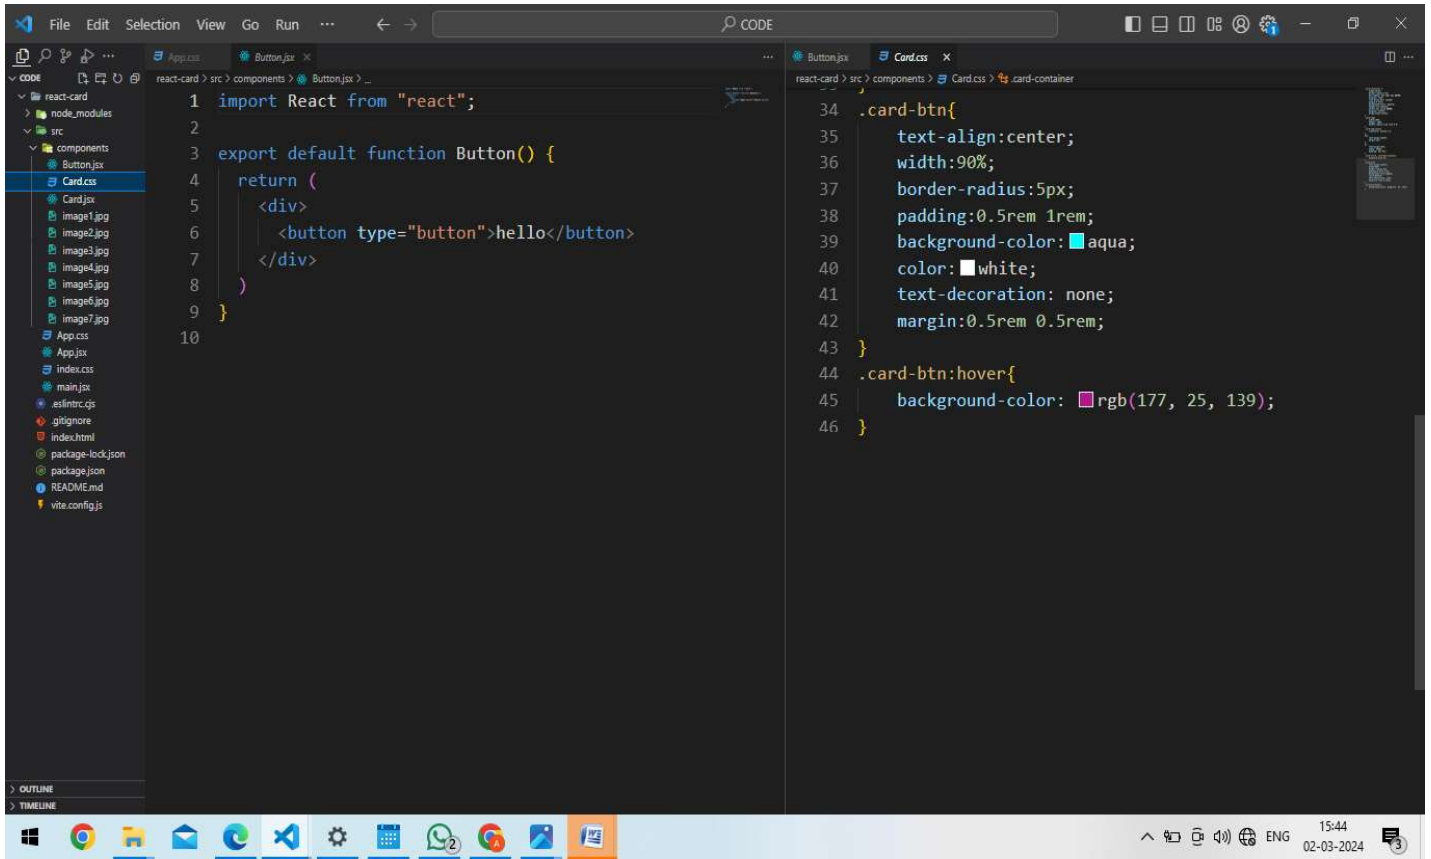 File Edit Selection View Go Run ··· CODE
App.css Button.jsx
CODE
react-card
node_modules
src
components
Button.jsx
Card.css
Card.jsx
image1.jpg
image2.jpg
image3.jpg
image4.jpg
image5.jpg
image6.jpg
image7.jpg
App.css
App.jsx
index.css
main.jsx
.eslintrc.cjs
.gitignore
index.html
package-lock.json
package.json
README.md
vite.config.js
OUTLINE
TIMELINE
react-card > src > components > Button.jsx > ...
1 import React from "react";
2
3 export default function Button() {
4 return (
5 <div>
6 <button type="button">hello</button>
7 </div>
8 )
9 }
10
Button.jsx Card.css
react-card > src > components > Card.css > .card-container
34 .card-btn{
35 text-align:center;
36 width:90%;
37 border-radius:5px;
38 padding:0.5rem 1rem;
39 background-color: aqua;
40 color: white;
41 text-decoration: none;
42 margin:0.5rem 0.5rem;
43 }
44 .card-btn:hover{
45 background-color: rgb(177, 25, 139);
46 }
ENG 15:44
02-03-2024